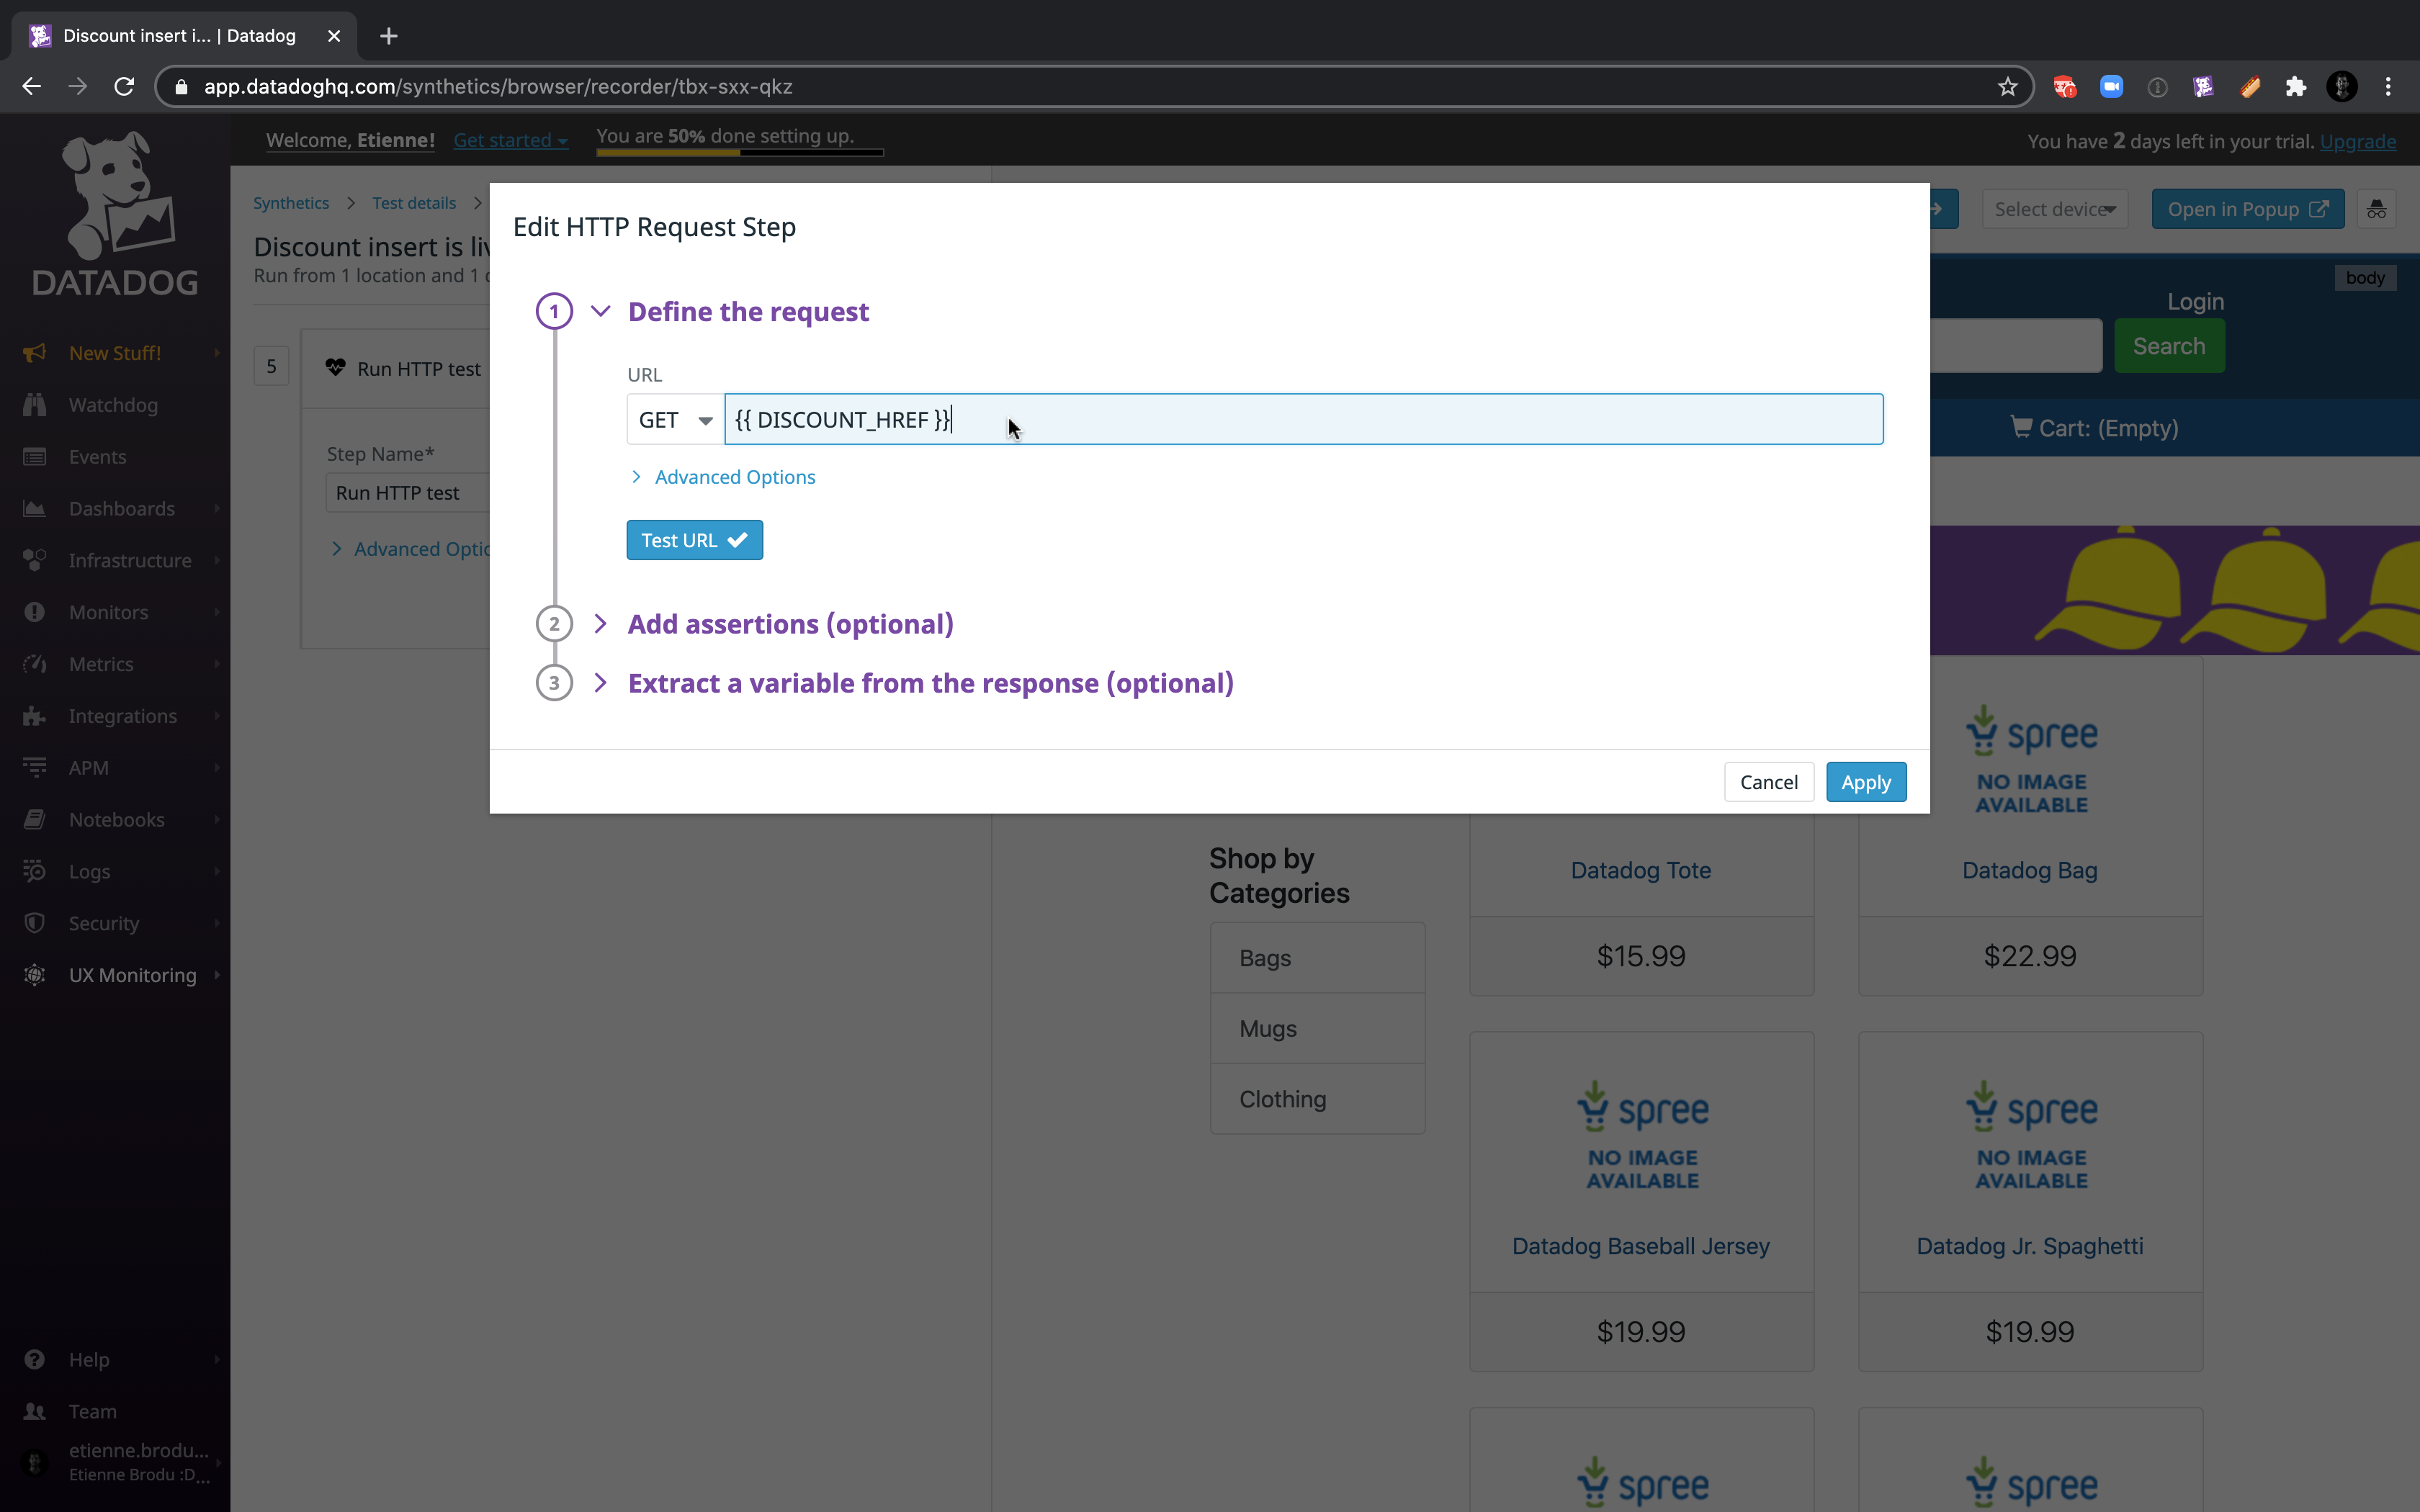 Discount insert i... | Datadog
app.datadoghq.com/synthetics/browser/recorder/tbx-sxx-qkz
DATADOG
New Stuff!
Watchdog
Events
Dashboards
Infrastructure
Monitors
Metrics
Integrations
APM
Notebooks
Logs
Security
UX Monitoring
Help
Team
etienne.brodu...
Etienne Brodu :D...
Welcome, Etienne!
Get started
You are 50% done setting up.
You have 2 days left in your trial. Upgrade
Synthetics > Test details >
Discount insert is li
Run from 1 location and 1
5
Run HTTP test
Step Name*
Run HTTP test
Advanced Optio
Edit HTTP Request Step
1
Define the request
URL
GET
{{ DISCOUNT_HREF }}
Advanced Options
Test URL
2
Add assertions (optional)
3
Extract a variable from the response (optional)
Cancel
Apply
Select device
Open in Popup
body
Login
Search
Cart: (Empty)
Shop by
Categories
Bags
Mugs
Clothing
Datadog Tote
$15.99
spree
NO IMAGE
AVAILABLE
Datadog Bag
$22.99
spree
NO IMAGE
AVAILABLE
Datadog Baseball Jersey
$19.99
spree
NO IMAGE
AVAILABLE
Datadog Jr. Spaghetti
$19.99
spree
spree